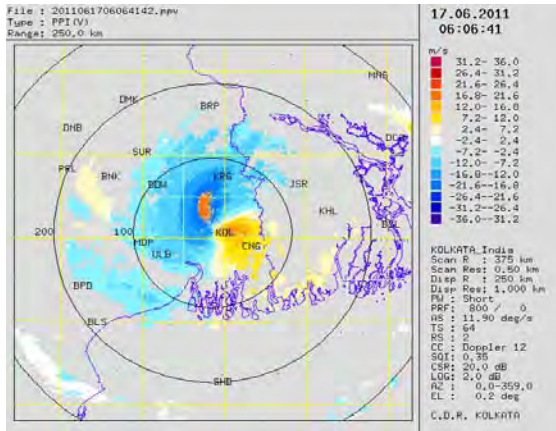 File : 2011061706064142.ppv
Type : PPI(V)
Range: 250.0 km
17.06.2011
06:06:41
m/s
31.2- 36.0
26.4- 31.2
21.6- 26.4
16.8- 21.6
12.0- 16.8
7.2- 12.0
2.4- 7.2
-2.4- 2.4
-7.2--2.4
-12.0--7.2
-16.8-12.0
-21.6--16.8
-26.4--21.6
-31.2-26.4
-36.0--31.2
DMK
BRP
DHB
SUR
PRL
BNK
BDW
KRG
JSR
KHL
BSL
200
100
KOL
MDP
CNG
ULB
BPD
BLS
SHD
KOLKATA_India
Scan R : 375 km
Scan Res: 0.50 km
Disp R : 250 km
Disp Res: 1.000 km
PW : Short
PRF: 800 / 0
AS : 11.90 deg/s
TS : 64
RS : 2
CC : Doppler 12
SQI: 0.35
CSR: 20.0 dB
LOG: 2.0 dB
AZ : 0.0-359.0
EL : 0.2 deg
C.D.R. KOLKATA